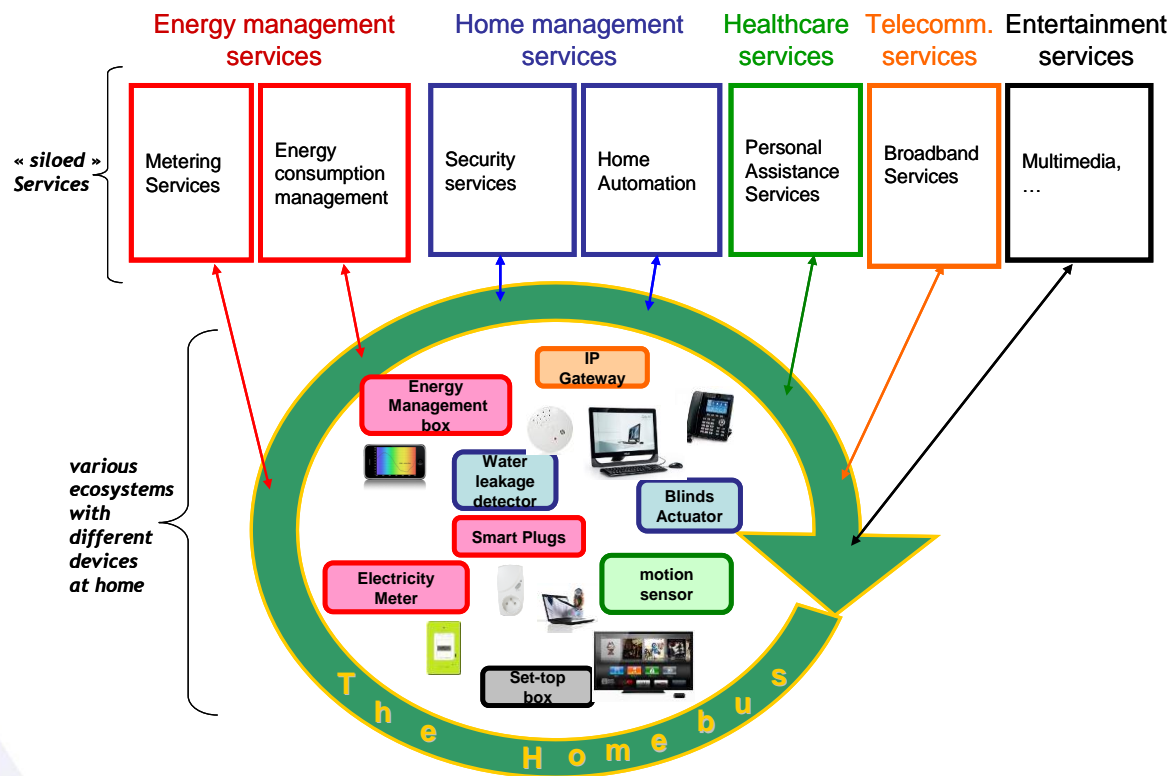 Energy management
services
Home management
services
Healthcare
services
Telecomm.
services
Entertainment
services
« siloed »
Services
Metering
Services
Energy
consumption
management
Security
services
Home
Automation
Personal
Assistance
Services
Broadband
Services
Multimedia,
…
various
ecosystems
with
different
devices
at home
IP
Gateway
Energy
Management
box
Water
leakage
detector
Blinds
Actuator
Smart Plugs
Electricity
Meter
motion
sensor
Set-top
box
The Home bus